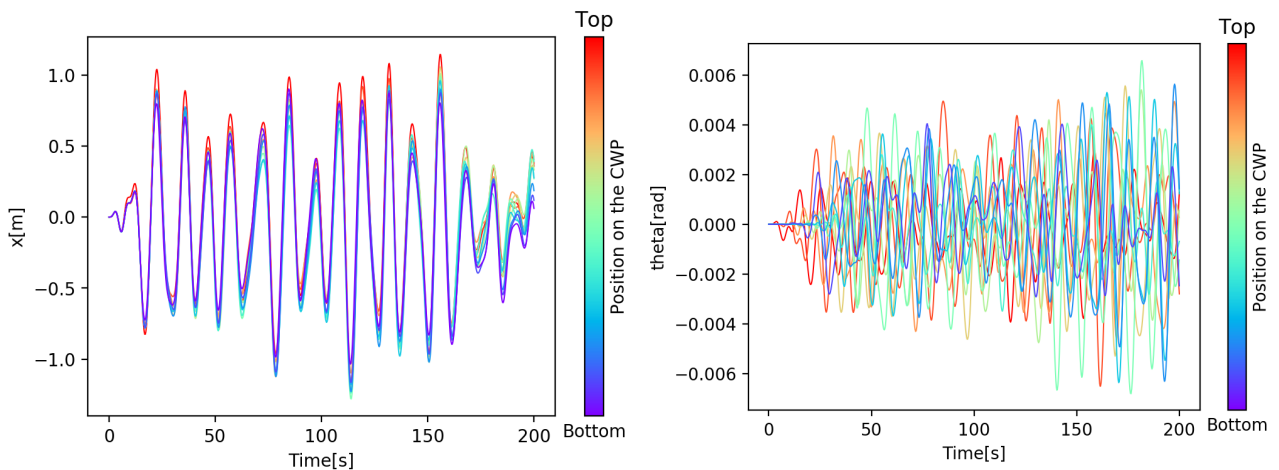 Top
1.0
0.5
0.0
−0.5
−1.0
x[m]
0
50
100
150
200
Time[s]
Position on the CWP
Bottom
Top
0.006
0.004
0.002
0.000
−0.002
−0.004
−0.006
theta[rad]
0
50
100
150
200
Time[s]
Position on the CWP
Bottom